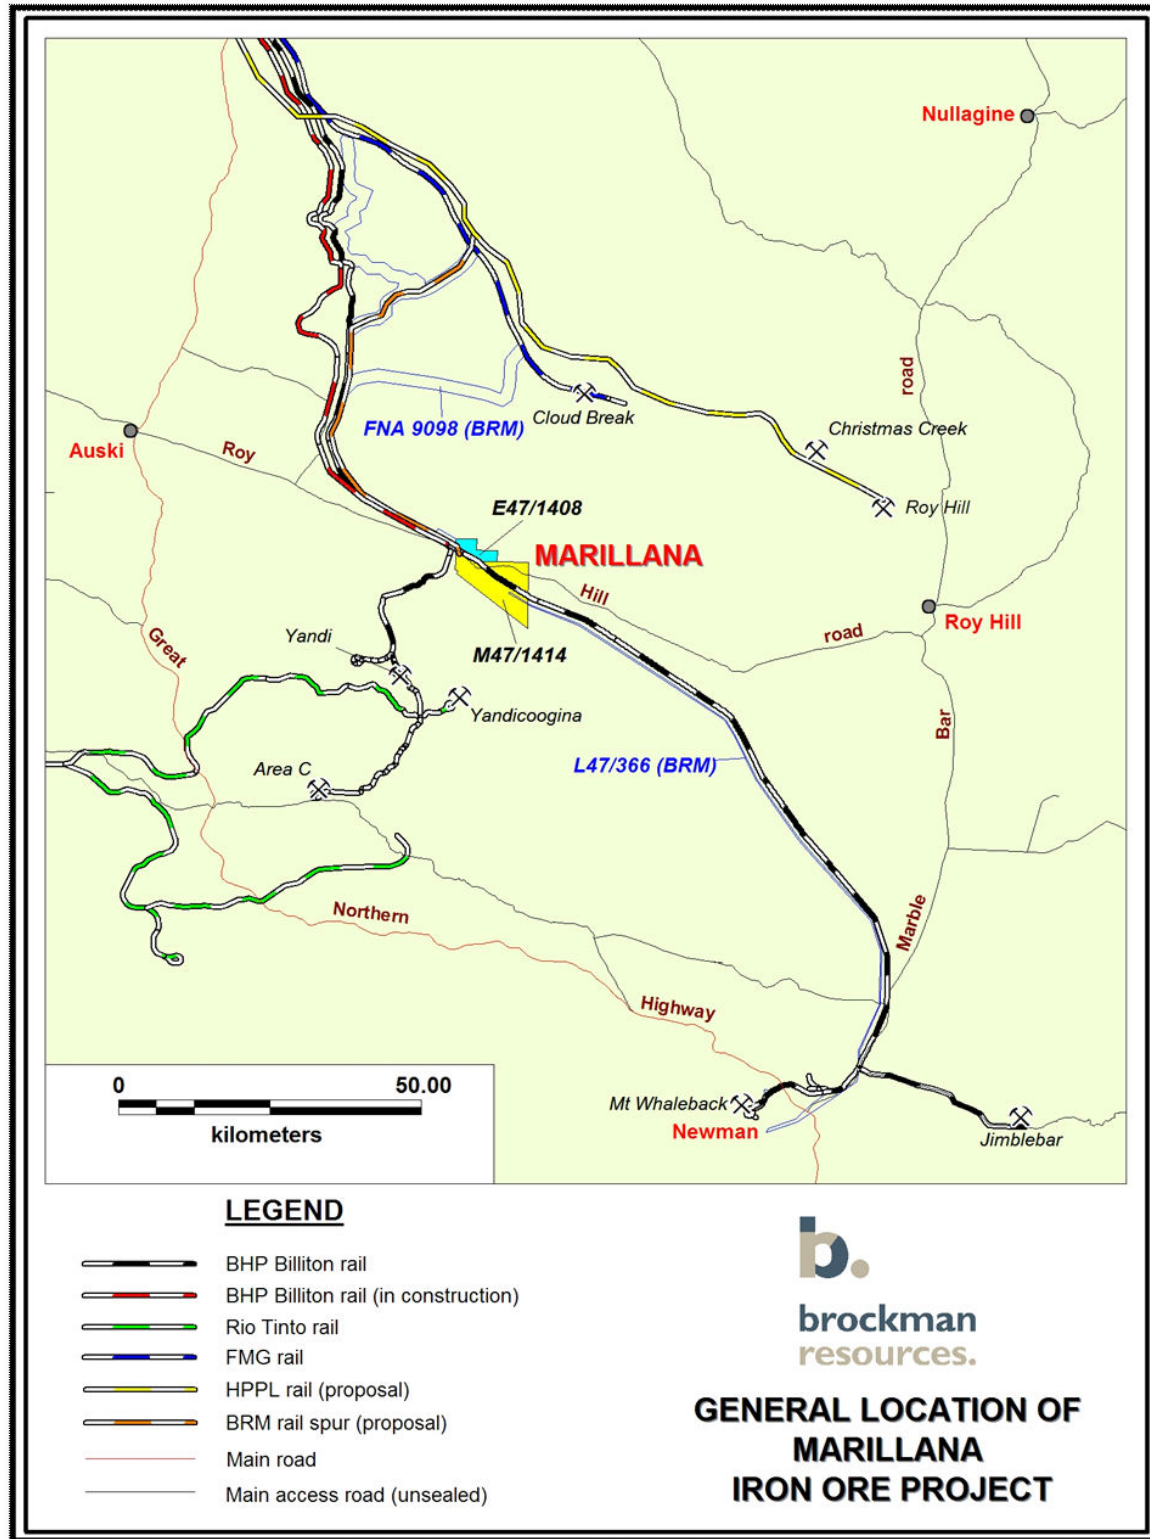 Nullagine
road
FNA 9098 (BRM)
Cloud Break
Christmas Creek
Auski
Roy
Roy Hill
E47/1408
MARILLANA
Hill
Roy Hill
road
Yandi
Great
M47/1414
Yandicoogina
Bar
Area C
L47/366 (BRM)
Northern
Marble
Highway
0 50.00
kilometers
Mt Whaleback
Newman
Jimblebar
LEGEND
BHP Billiton rail
BHP Billiton rail (in construction)
Rio Tinto rail
FMG rail
HPPL rail (proposal)
BRM rail spur (proposal)
Main road
Main access road (unsealed)
b.
brockman
resources.
GENERAL LOCATION OF
MARILLANA
IRON ORE PROJECT